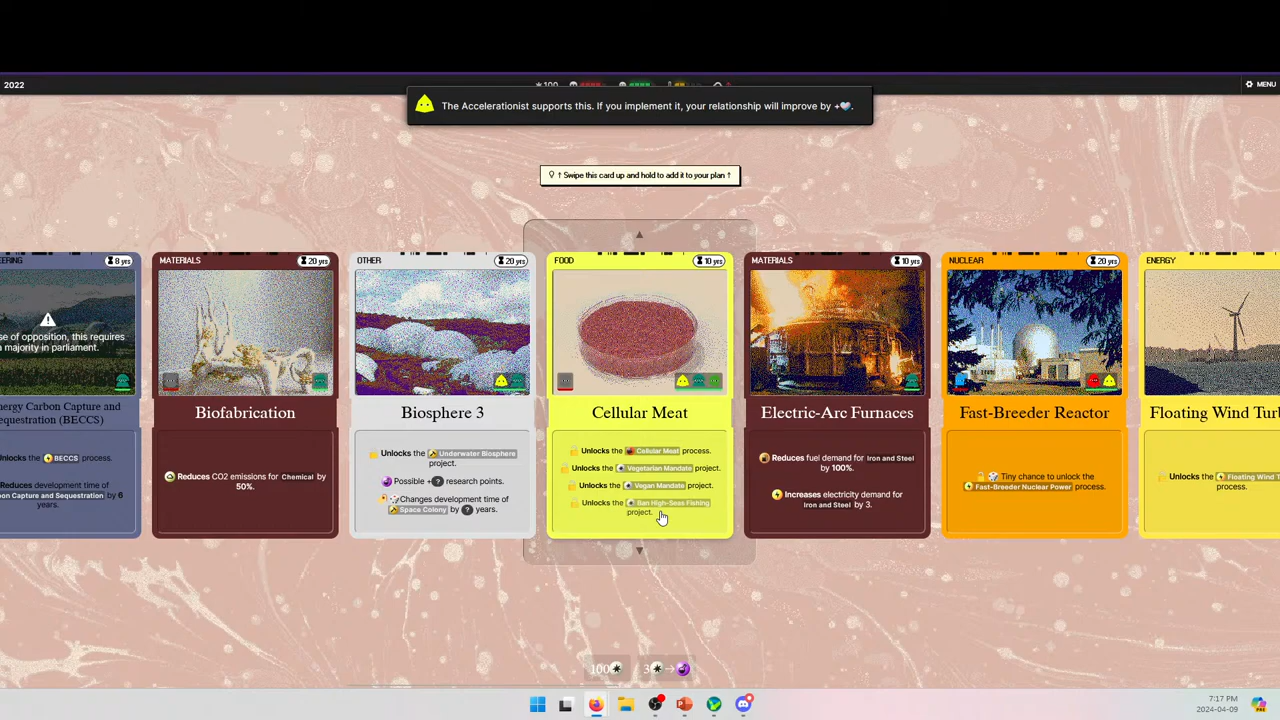 2022
100
MENU
The Accelerationist supports this. If you implement it, your relationship will improve by +
↑ Swipe this card up and hold to add it to your plan ↑
EERING
8 yrs
MATERIALS
20 yrs
OTHER
20 yrs
FOOD
10 yrs
MATERIALS
10 yrs
NUCLEAR
20 yrs
ENERGY
se of opposition, this requires
a majority in parliament.
nergy Carbon Capture and
equestration (BECCS)
Biofabrication
Biosphere 3
Cellular Meat
Electric-Arc Furnaces
Fast-Breeder Reactor
Floating Wind Turb
nlocks the BECCS process.
Reduces development time of
on Capture and Sequestration by 6
years.
Reduces CO2 emissions for Chemical by
50%.
Unlocks the Underwater Biosphere
project.
Possible +? research points.
Changes development time of
Space Colony by ? years.
Unlocks the Cellular Meat process.
Unlocks the Vegetarian Mandate project.
Unlocks the Vegan Mandate project.
Unlocks the Ban High-Seas Fishing
project.
Reduces fuel demand for Iron and Steel
by 100%.
Increases electricity demand for
Iron and Steel by 3.
Tiny chance to unlock the
Fast-Breeder Nuclear Power process.
Unlocks the Floating Wind T
process.
100
3 →
7:17 PM
2024-04-09